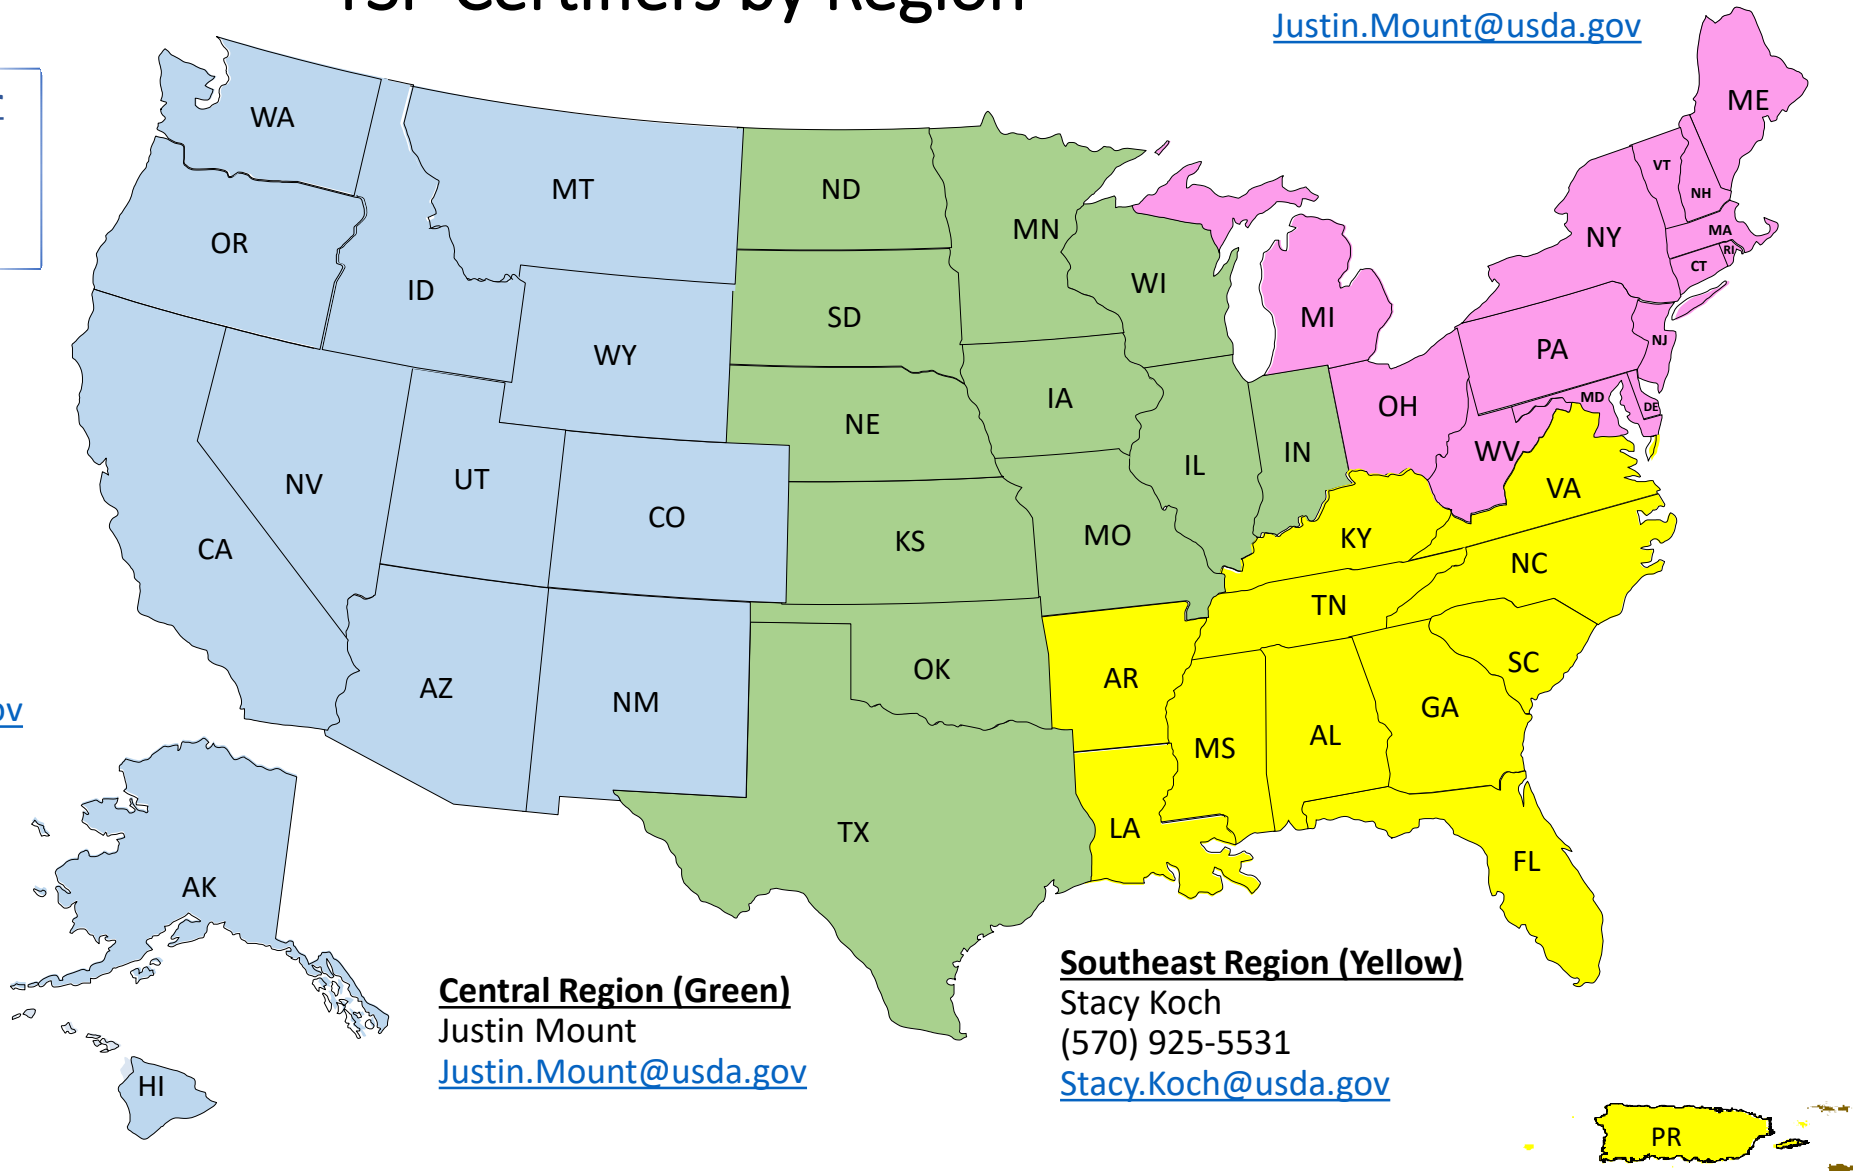 TSP Certifiers by Region
Justin.Mount@usda.gov
WA
MT
ND
MN
ME
VT
NH
OR
ID
SD
WI
MI
NY
MA
RI
CT
WY
NE
IA
PA
NJ
OH
MD
DE
NV
UT
CO
KS
MO
IL
IN
WV
VA
CA
KY
NC
TN
AZ
NM
OK
AR
SC
MS
AL
GA
TX
LA
FL
AK
HI
Central Region (Green)
Justin Mount
Justin.Mount@usda.gov
Southeast Region (Yellow)
Stacy Koch
(570) 925-5531
Stacy.Koch@usda.gov
PR